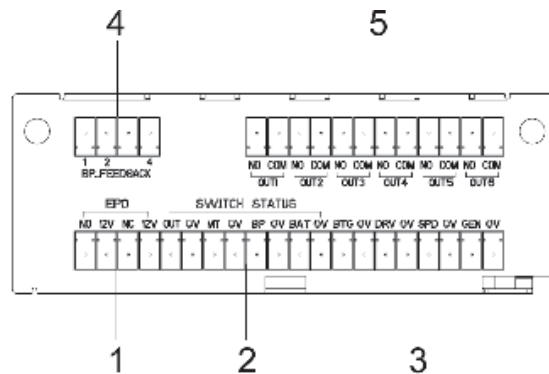 4 5
1 2 4
BP_FEEDBACK
NO COM NO COM NO COM NO COM NO COM NO COM
OUT1 OUT2 OUT3 OUT4 OUT5 OUT6
EPO SWITCH STATUS
NO 12V NC 12V OUT 0V MT 0V BP 0V BAT 0V BTG 0V DRV 0V SPD 0V GEN 0V
1 2 3